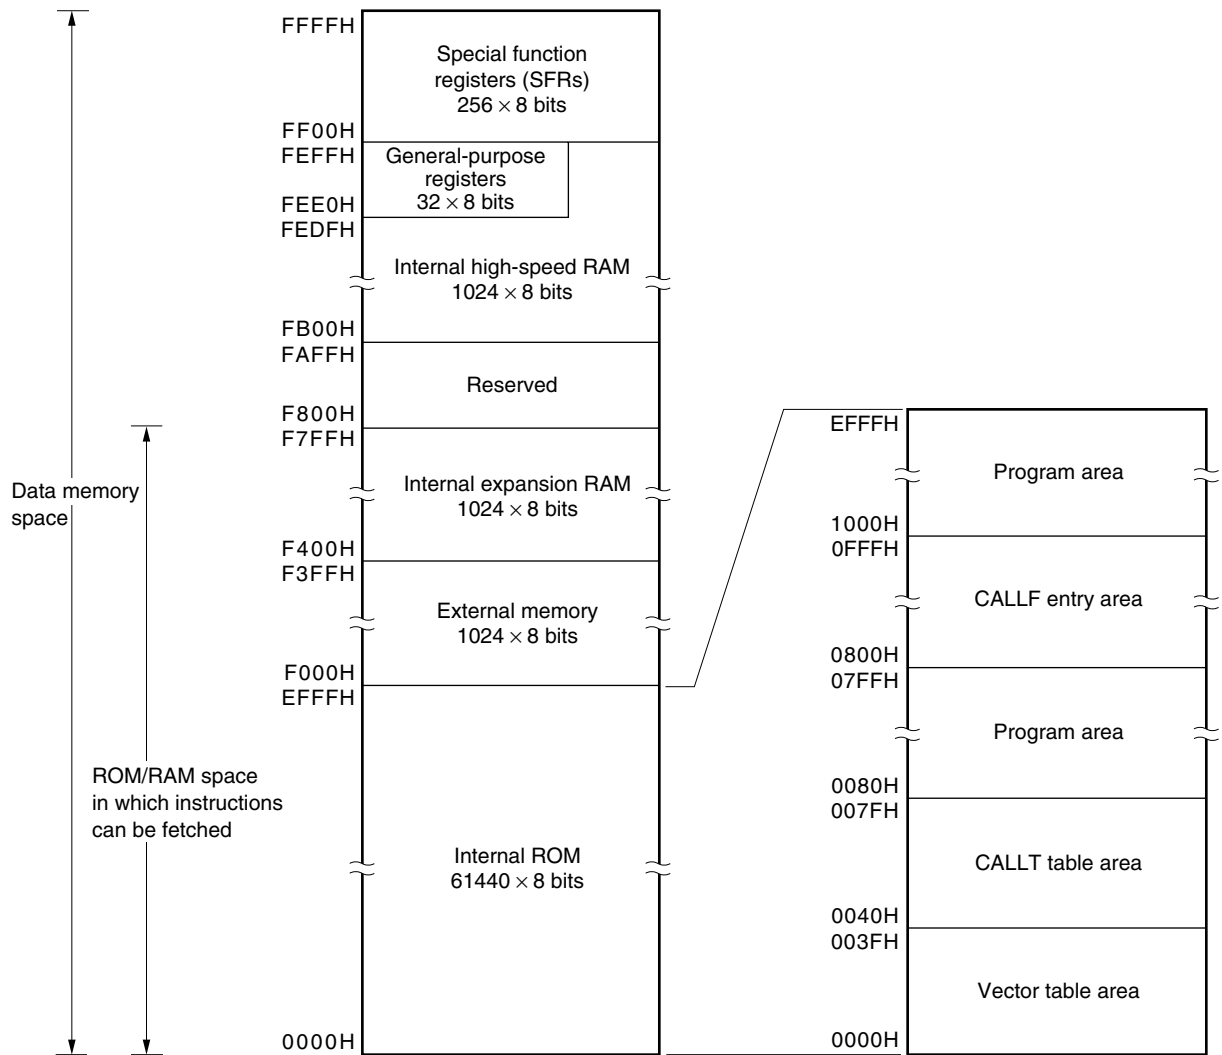 FFFFH
Special function
registers (SFRs)
256 × 8 bits
FF00H
FEFFH
General-purpose
registers
32 × 8 bits
FEE0H
FEDFH
Internal high-speed RAM
1024 × 8 bits
FB00H
FAFFH
Reserved
F800H
F7FFH
Data memory
space
Internal expansion RAM
1024 × 8 bits
F400H
F3FFH
External memory
1024 × 8 bits
F000H
EFFFH
ROM/RAM space
in which instructions
can be fetched
Internal ROM
61440 × 8 bits
0000H
EFFFH
Program area
1000H
0FFFH
CALLF entry area
0800H
07FFH
Program area
0080H
007FH
CALLT table area
0040H
003FH
Vector table area
0000H